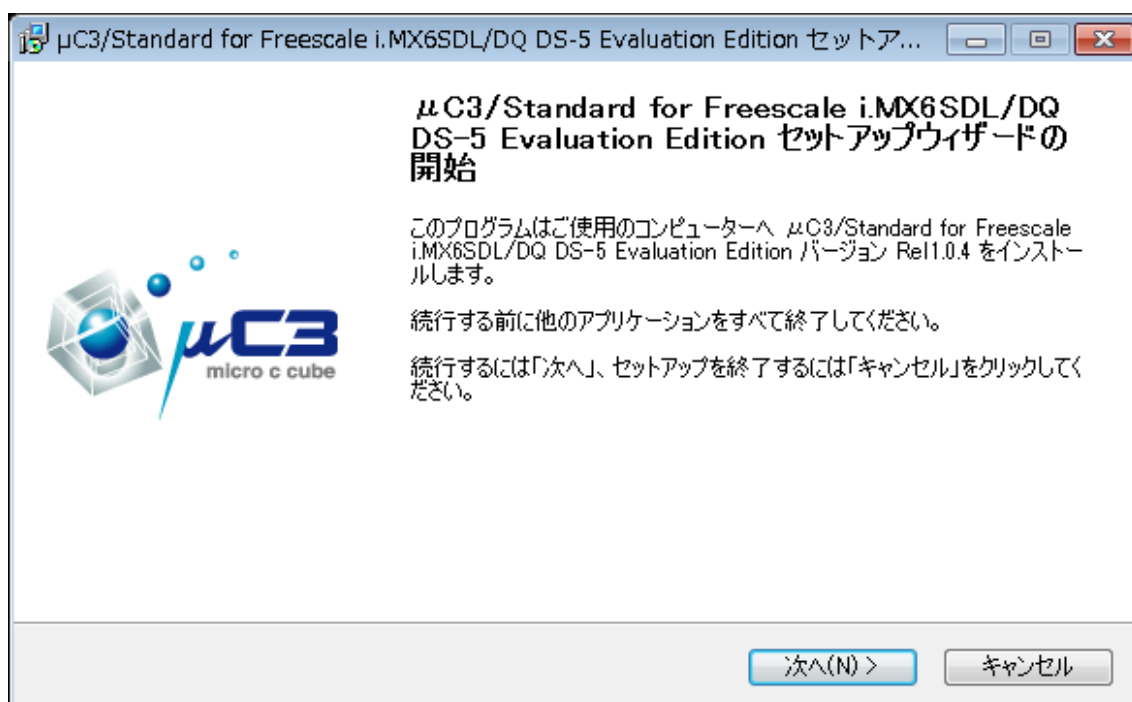 μC3/Standard for Freescale i.MX6SDL/DQ DS-5 Evaluation Edition セットア...
μC3/Standard for Freescale i.MX6SDL/DQ
DS-5 Evaluation Edition セットアップウィザードの
開始
このプログラムはご使用のコンピューターへ μC3/Standard for Freescale
i.MX6SDL/DQ DS-5 Evaluation Edition バージョン Rel1.0.4 をインストー
ルします。
続行する前に他のアプリケーションをすべて終了してください。
続行するには「次へ」、セットアップを終了するには「キャンセル」をクリックしてく
ださい。
μC3
micro c cube
次へ(N) >
キャンセル